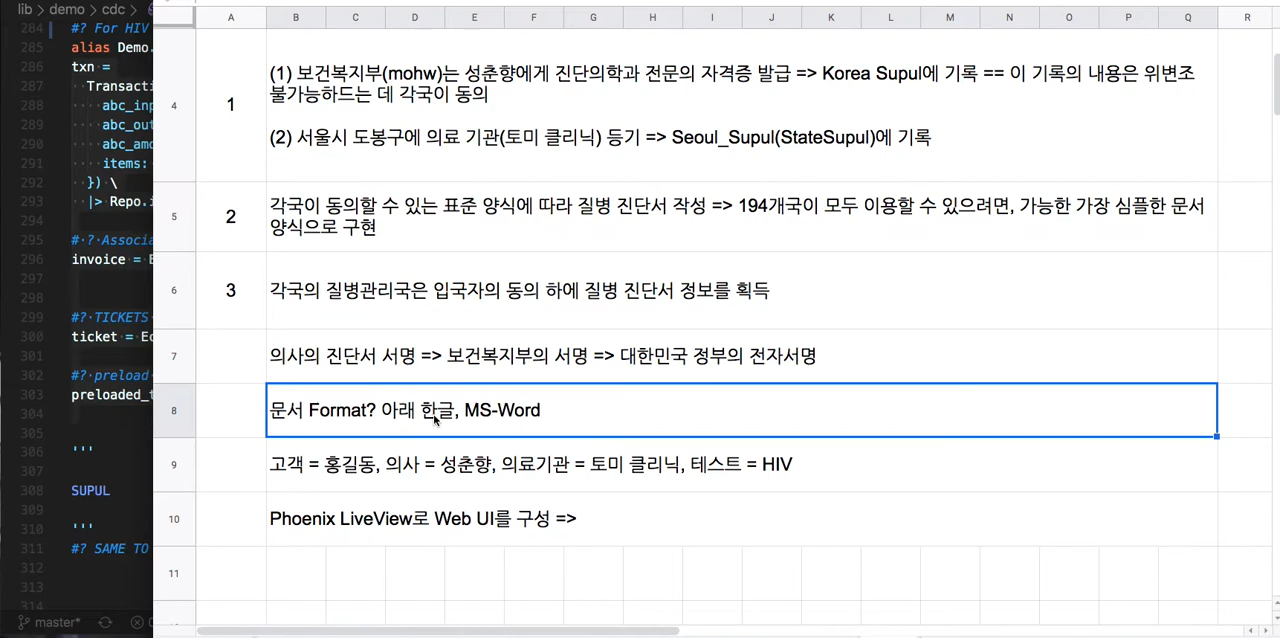 lib > demo > cdc >
284 #? For HIV
285 alias Demo.
286 txn =
287 Transacti
288 abc_inp
289 abc_out
290 abc_amo
291 items:
292 }) \
293 |> Repo.i
294
295 # ? Associa
296 invoice = E
297
298
299 #? TICKETS
300 ticket = Ec
301
302 #? preload
303 preloaded_t
304
305
306 '''
307
308 SUPUL
309
310 '''
311 #? SAME TO
312
313
314
master*
A B C D E F G H I J K L M N O P Q R
4 1 (1) 보건복지부(mohw)는 성춘향에게 진단의학과 전문의 자격증 발급 => Korea Supul에 기록 == 이 기록의 내용은 위변조
불가능하드는 데 각국이 동의
(2) 서울시 도봉구에 의료 기관(토미 클리닉) 등기 => Seoul_Supul(StateSupul)에 기록
5 2 각국이 동의할 수 있는 표준 양식에 따라 질병 진단서 작성 => 194개국이 모두 이용할 수 있으려면, 가능한 가장 심플한 문서
양식으로 구현
6 3 각국의 질병관리국은 입국자의 동의 하에 질병 진단서 정보를 획득
7 의사의 진단서 서명 => 보건복지부의 서명 => 대한민국 정부의 전자서명
8 문서 Format? 아래 한글, MS-Word
9 고객 = 홍길동, 의사 = 성춘향, 의료기관 = 토미 클리닉, 테스트 = HIV
10 Phoenix LiveView로 Web UI를 구성 =>
11